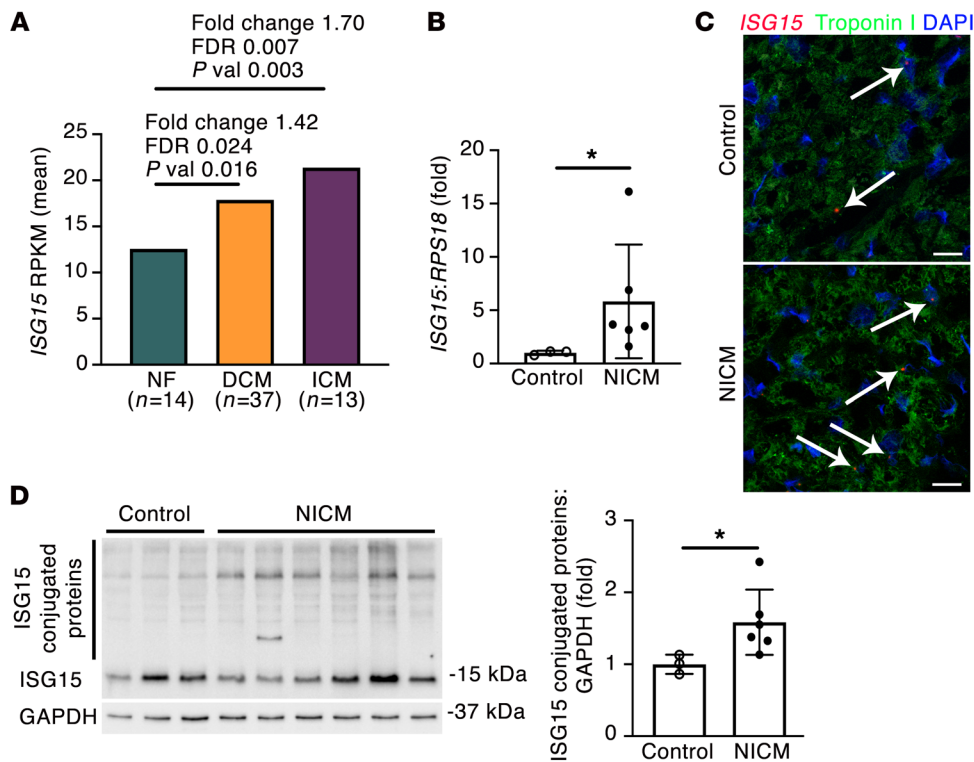 A
Fold change 1.70
FDR 0.007
P val 0.003
Fold change 1.42
FDR 0.024
P val 0.016
ISG15 RPKM (mean)
25
20
15
10
5
0
NF
(n=14)
DCM
(n=37)
ICM
(n=13)
B
ISG15:RPS18 (fold)
20
15
10
5
0
*
Control
NICM
C
ISG15 Troponin I DAPI
Control
NICM
D
Control
NICM
ISG15
conjugated
proteins
ISG15
GAPDH
-15 kDa
-37 kDa
ISG15 conjugated proteins:
GAPDH (fold)
3
2
1
0
*
Control
NICM